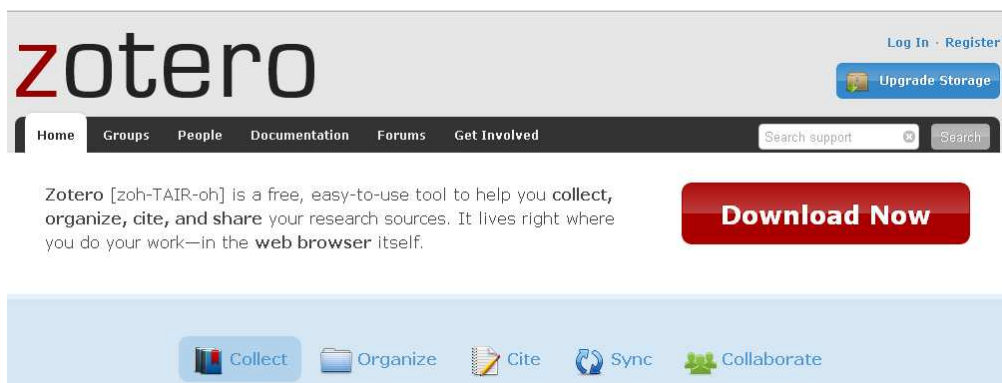 zotero
Log In · Register
Upgrade Storage
Home Groups People Documentation Forums Get Involved
Search support Search
Zotero [zoh-TAIR-oh] is a free, easy-to-use tool to help you collect,
organize, cite, and share your research sources. It lives right where
you do your work—in the web browser itself.
Download Now
Collect Organize Cite Sync Collaborate